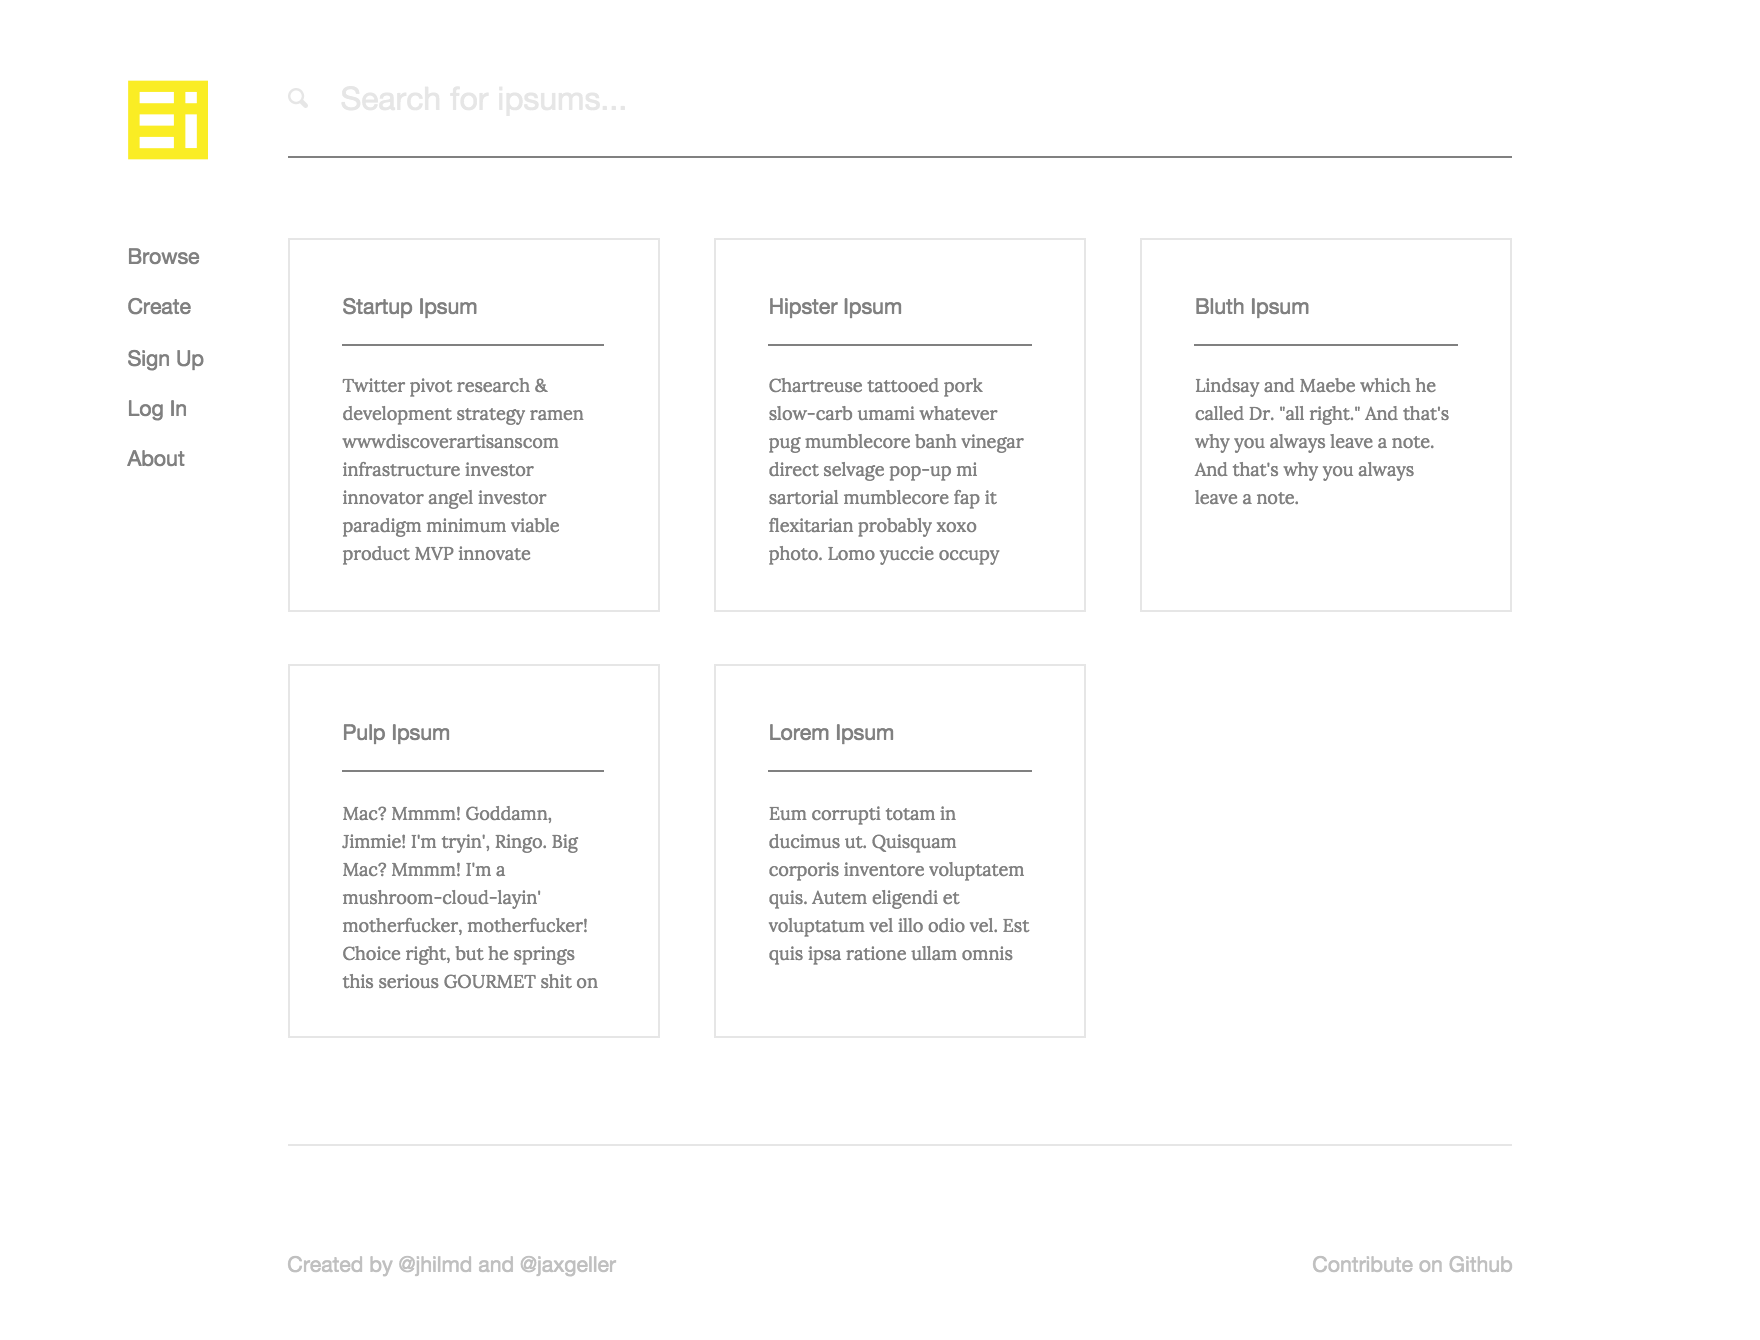 Ei
Search for ipsums...
Browse
Create
Sign Up
Log In
About
Startup Ipsum
Twitter pivot research &
development strategy ramen
wwwdiscoverartisanscom
infrastructure investor
innovator angel investor
paradigm minimum viable
product MVP innovate
Hipster Ipsum
Chartreuse tattooed pork
slow-carb umami whatever
pug mumblecore banh vinegar
direct selvage pop-up mi
sartorial mumblecore fap it
flexitarian probably xoxo
photo. Lomo yuccie occupy
Bluth Ipsum
Lindsay and Maebe which he
called Dr. "all right." And that's
why you always leave a note.
And that's why you always
leave a note.
Pulp Ipsum
Mac? Mmmm! Goddamn,
Jimmie! I'm tryin', Ringo. Big
Mac? Mmmm! I'm a
mushroom-cloud-layin'
motherfucker, motherfucker!
Choice right, but he springs
this serious GOURMET shit on
Lorem Ipsum
Eum corrupti totam in
ducimus ut. Quisquam
corporis inventore voluptatem
quis. Autem eligendi et
voluptatum vel illo odio vel. Est
quis ipsa ratione ullam omnis
Created by @jhilmd and @jaxgeller
Contribute on Github